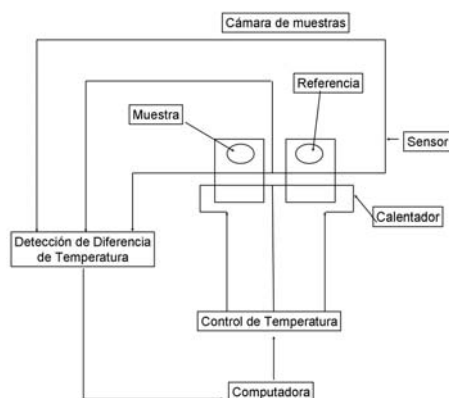 Cámara de muestras
Referencia
Muestra
Sensor
Calentador
Detección de Diferencia
de Temperatura
Control de Temperatura
Computadora